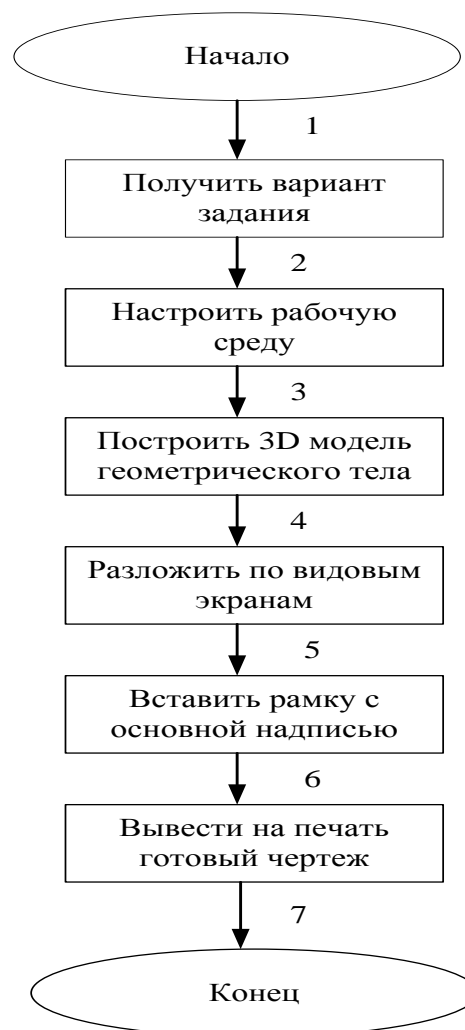 Начало
1
Получить вариант
задания
2
Настроить рабочую
среду
3
Построить 3D модель
геометрического тела
4
Разложить по видовым
экранам
5
Вставить рамку с
основной надписью
6
Вывести на печать
готовый чертеж
7
Конец